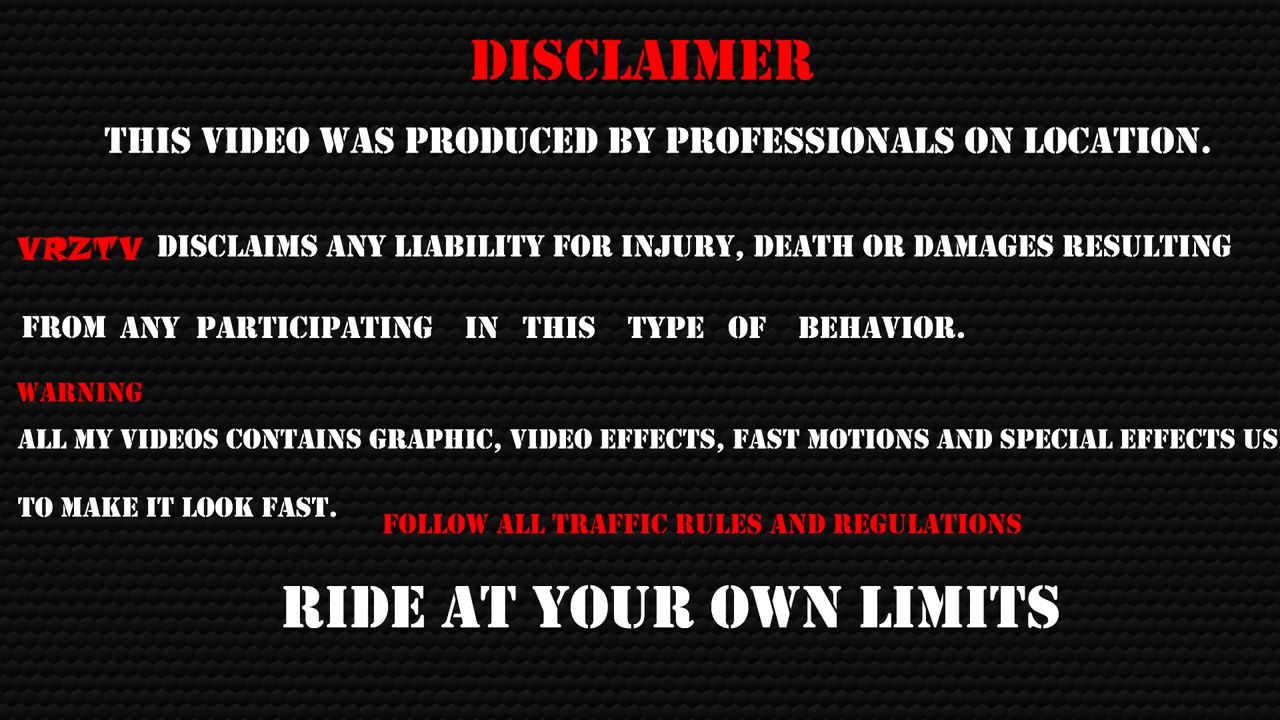 DISCLAIMER
THIS VIDEO WAS PRODUCED BY PROFESSIONALS ON LOCATION.
VRZTV DISCLAIMS ANY LIABILITY FOR INJURY, DEATH OR DAMAGES RESULTING
FROM ANY PARTICIPATING IN THIS TYPE OF BEHAVIOR.
WARNING
ALL MY VIDEOS CONTAINS GRAPHIC, VIDEO EFFECTS, FAST MOTIONS AND SPECIAL EFFECTS
TO MAKE IT LOOK FAST.
FOLLOW ALL TRAFFIC RULES AND REGULATIONS
RIDE AT YOUR OWN LIMITS